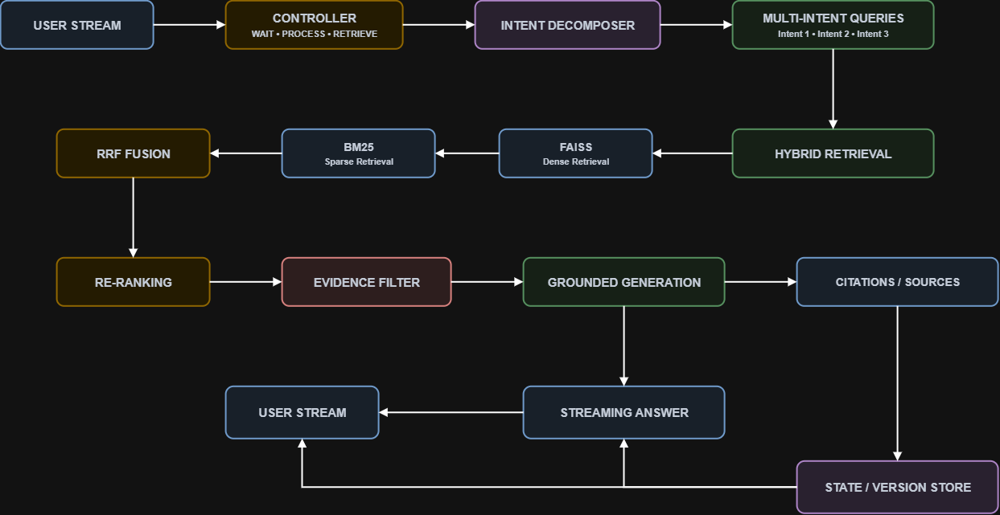 USER STREAM
CONTROLLER
WAIT • PROCESS • RETRIEVE
INTENT DECOMPOSER
MULTI-INTENT QUERIES
Intent 1 • Intent 2 • Intent 3
RRF FUSION
BM25
Sparse Retrieval
FAISS
Dense Retrieval
HYBRID RETRIEVAL
RE-RANKING
EVIDENCE FILTER
GROUNDED GENERATION
CITATIONS / SOURCES
USER STREAM
STREAMING ANSWER
STATE / VERSION STORE